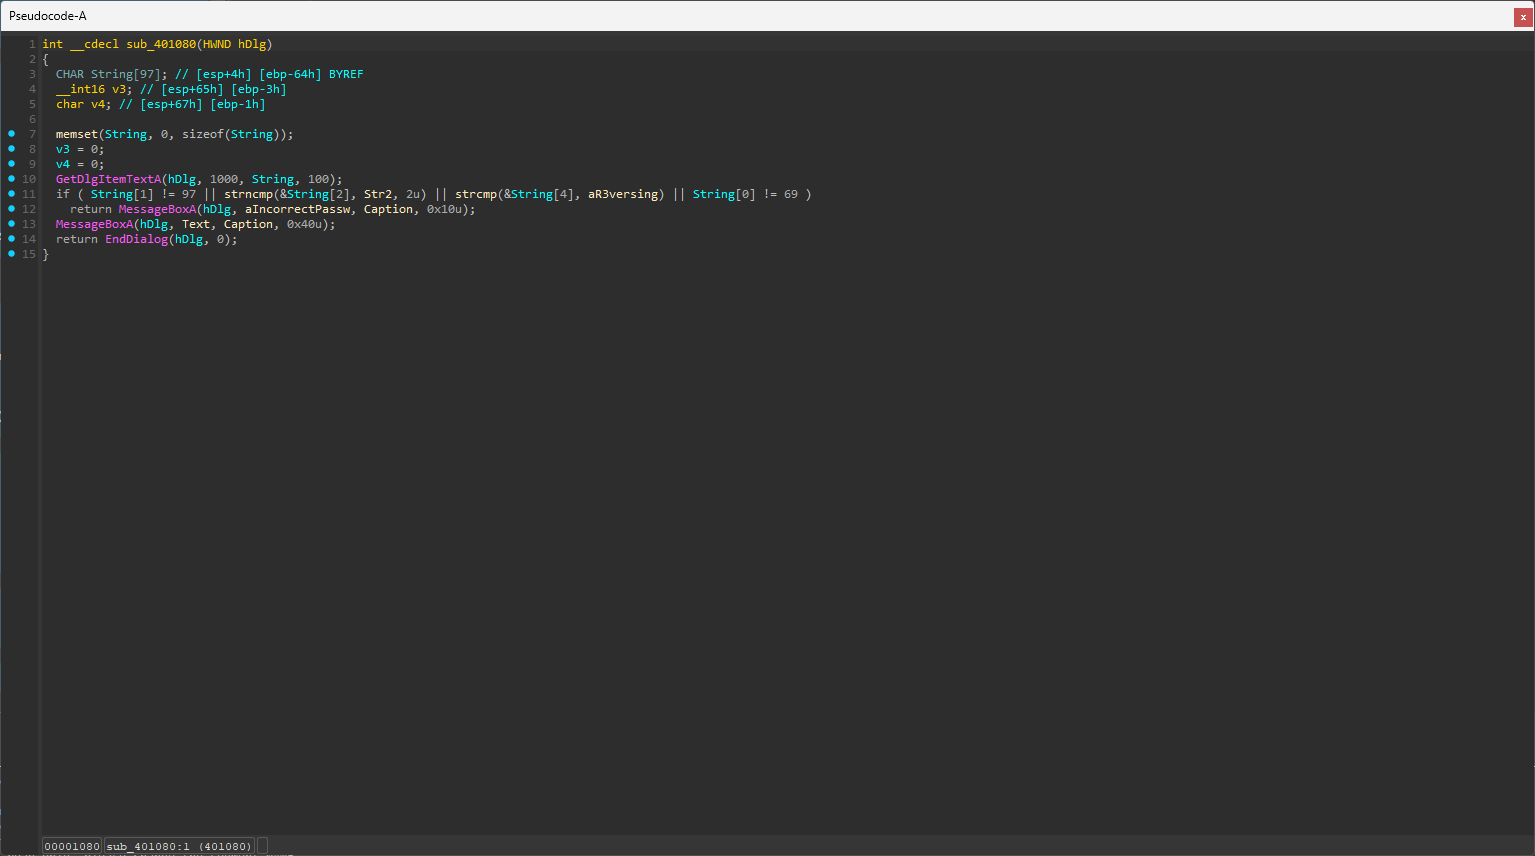 Pseudocode-A
x
1 int __cdecl sub_401080(HWND hDlg)
2 {
3   CHAR String[97]; // [esp+4h] [ebp-64h] BYREF
4   __int16 v3; // [esp+65h] [ebp-3h]
5   char v4; // [esp+67h] [ebp-1h]
6
7   memset(String, 0, sizeof(String));
8   v3 = 0;
9   v4 = 0;
10   GetDlgItemTextA(hDlg, 1000, String, 100);
11   if ( String[1] != 97 || strncmp(&String[2], Str2, 2u) || strcmp(&String[4], aR3versing) || String[0] != 69 )
12     return MessageBoxA(hDlg, aIncorrectPassw, Caption, 0x10u);
13   MessageBoxA(hDlg, Text, Caption, 0x40u);
14   return EndDialog(hDlg, 0);
15 }
00001080 sub_401080:1 (401080)